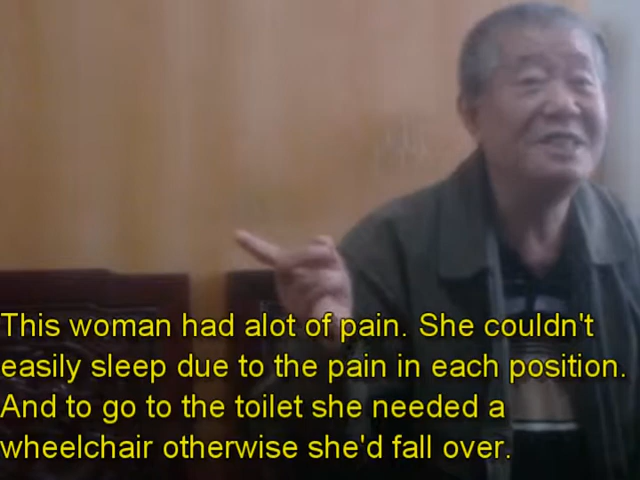 This woman had alot of pain. She couldn't
easily sleep due to the pain in each position.
And to go to the toilet she needed a
wheelchair otherwise she'd fall over.